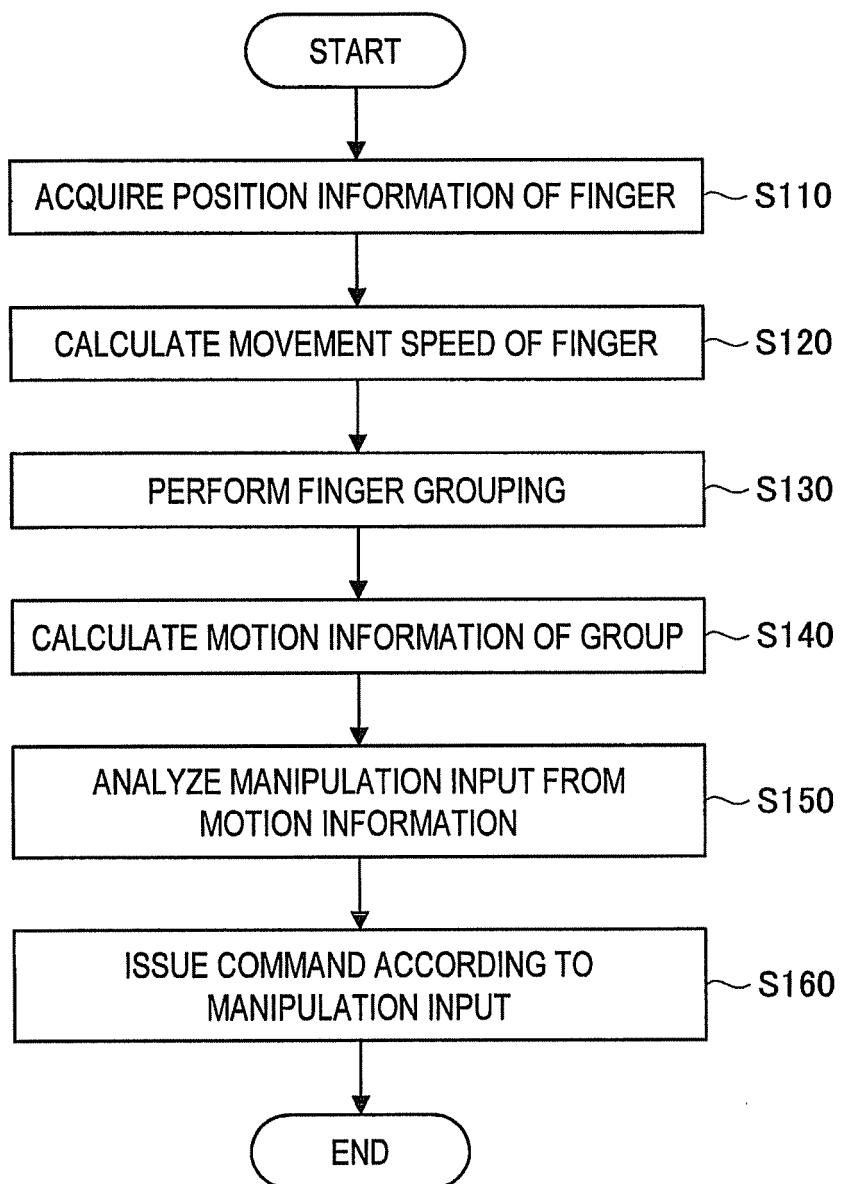 START
ACQUIRE POSITION INFORMATION OF FINGER
S110
CALCULATE MOVEMENT SPEED OF FINGER
S120
PERFORM FINGER GROUPING
S130
CALCULATE MOTION INFORMATION OF GROUP
S140
ANALYZE MANIPULATION INPUT FROM
MOTION INFORMATION
S150
ISSUE COMMAND ACCORDING TO
MANIPULATION INPUT
S160
END